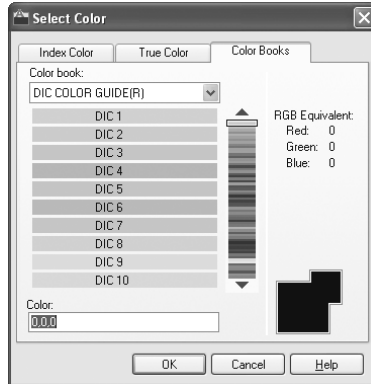 Select Color
Index Color
True Color
Color Books
Color book:
DIC COLOR GUIDE(R)
DIC 1
DIC 2
DIC 3
DIC 4
DIC 5
DIC 6
DIC 7
DIC 8
DIC 9
DIC 10
RGB Equivalent:
Red: 0
Green: 0
Blue: 0
Color:
0,0,0
OK
Cancel
Help